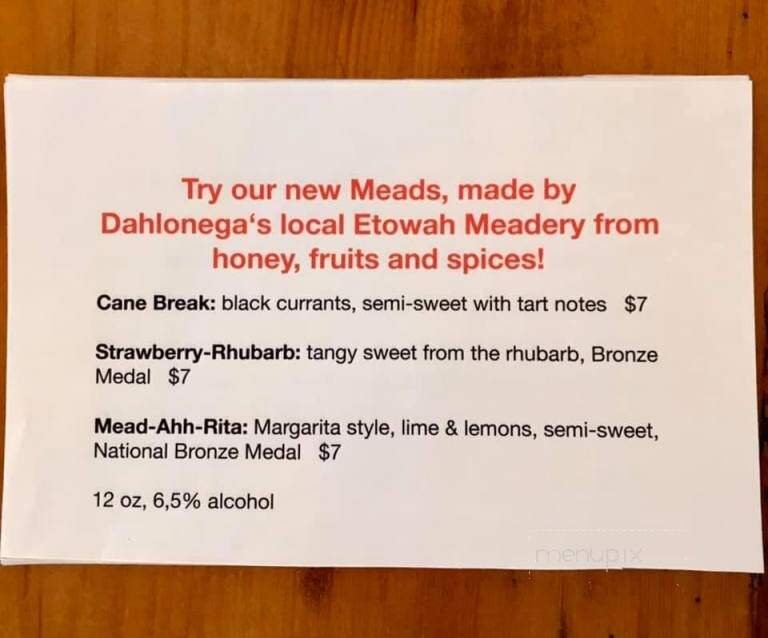 Try our new Meads, made by
Dahlonega‘s local Etowah Meadery from
honey, fruits and spices!
Cane Break: black currants, semi-sweet with tart notes $7
Strawberry-Rhubarb: tangy sweet from the rhubarb, Bronze
Medal $7
Mead-Ahh-Rita: Margarita style, lime & lemons, semi-sweet,
National Bronze Medal $7
12 oz, 6,5% alcohol
menupix